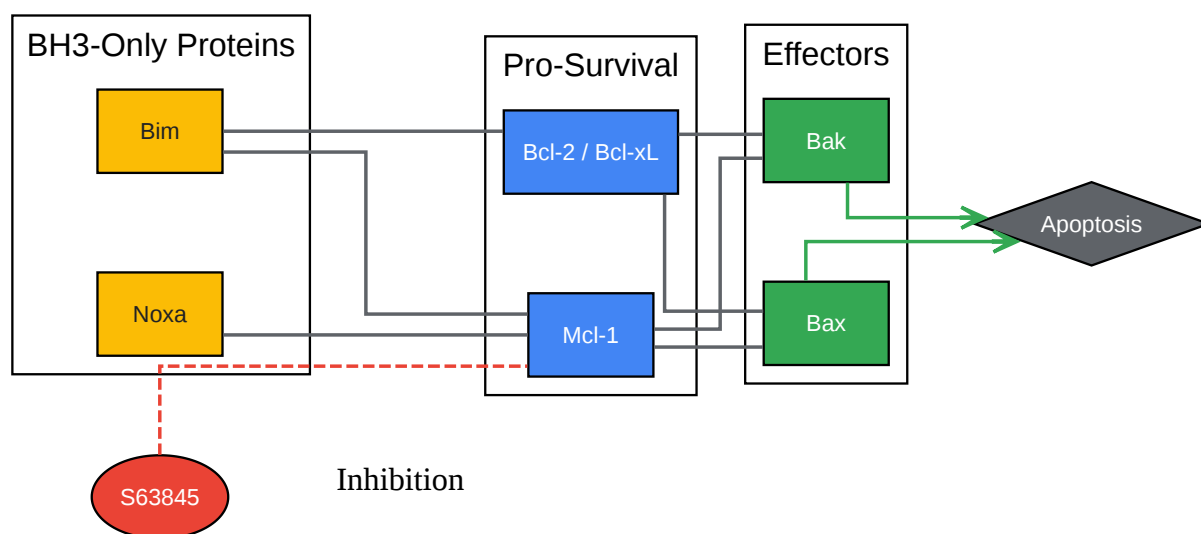 BH3-Only Proteins
Pro-Survival
Effectors
Bim
Bcl-2 / Bcl-xL
Bak
Apoptosis
Noxa
Mcl-1
Bax
S63845
Inhibition